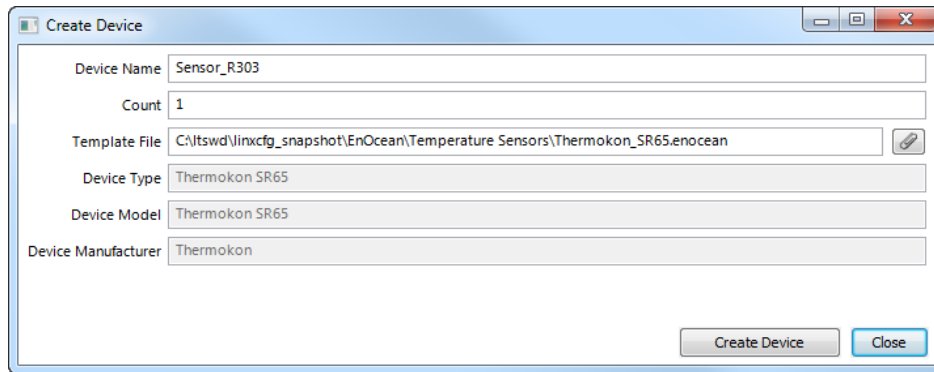 Create Device
Device Name Sensor_R303
Count 1
Template File C:\ltswd\linxcfg_snapshot\EnOcean\Temperature Sensors\Thermokon_SR65.enocean
Device Type Thermokon SR65
Device Model Thermokon SR65
Device Manufacturer Thermokon
Create Device Close